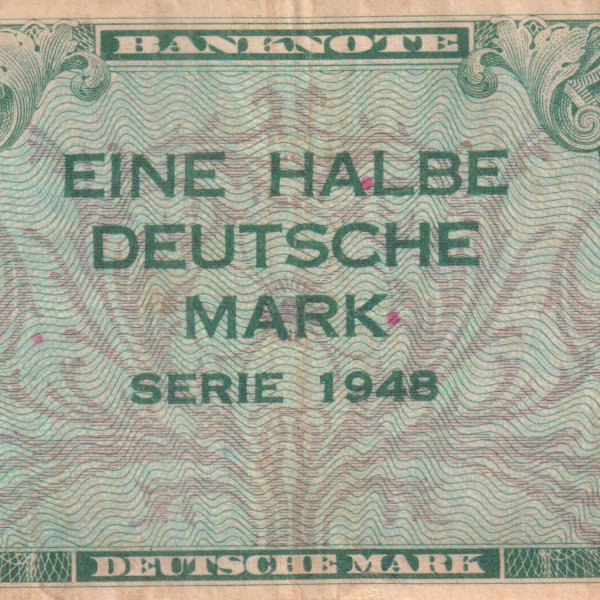 BANKNOTE
EINE HALBE
DEUTSCHE
MARK
SERIE 1948
DEUTSCHE MARK